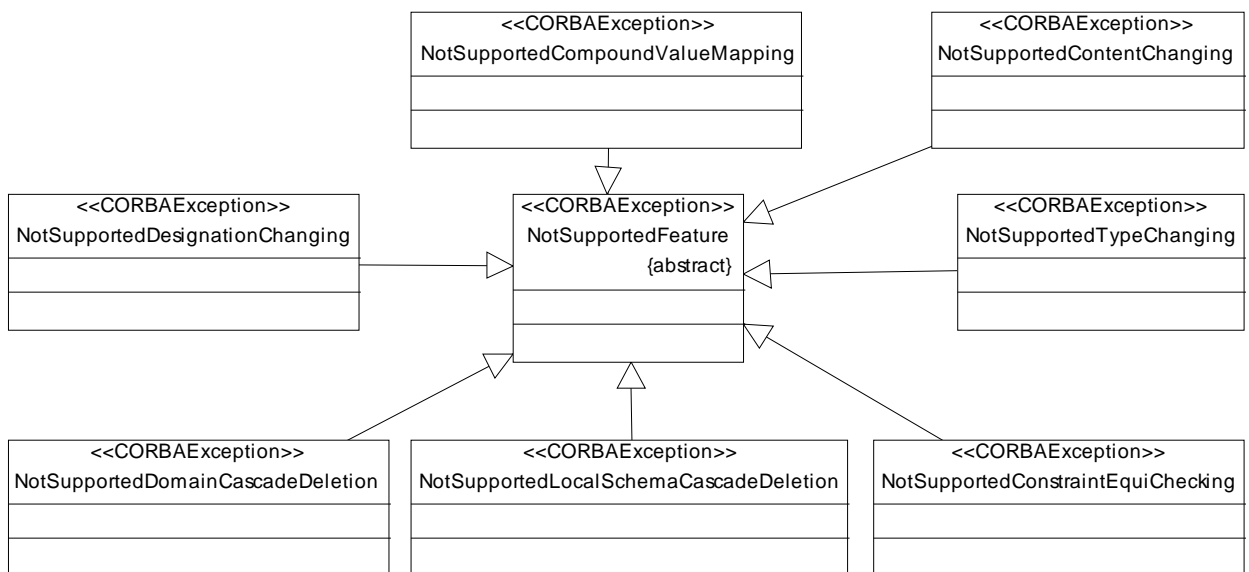 <<CORBAException>>
NotSupportedCompoundValueMapping
<<CORBAException>>
NotSupportedContentChanging
<<CORBAException>>
NotSupportedDesignationChanging
<<CORBAException>>
NotSupportedFeature
{abstract}
<<CORBAException>>
NotSupportedTypeChanging
<<CORBAException>>
NotSupportedDomainCascadeDeletion
<<CORBAException>>
NotSupportedLocalSchemaCascadeDeletion
<<CORBAException>>
NotSupportedConstraintEquiChecking